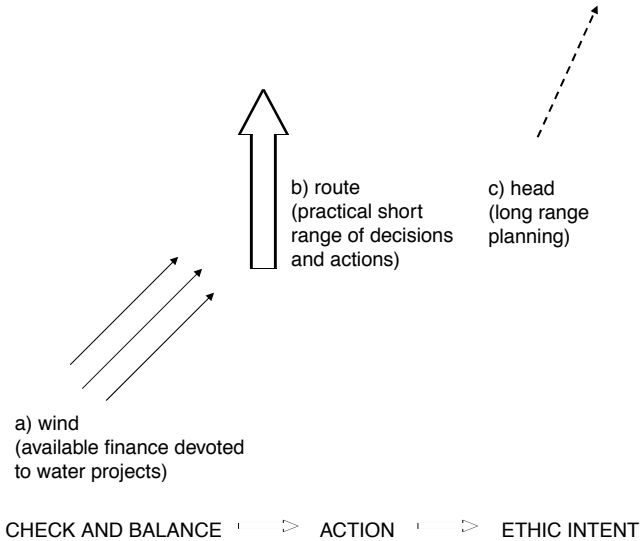 b) route
(practical short
range of decisions
and actions)
c) head
(long range
planning)
a) wind
(available finance devoted
to water projects)
CHECK AND BALANCE ACTION ETHIC INTENT